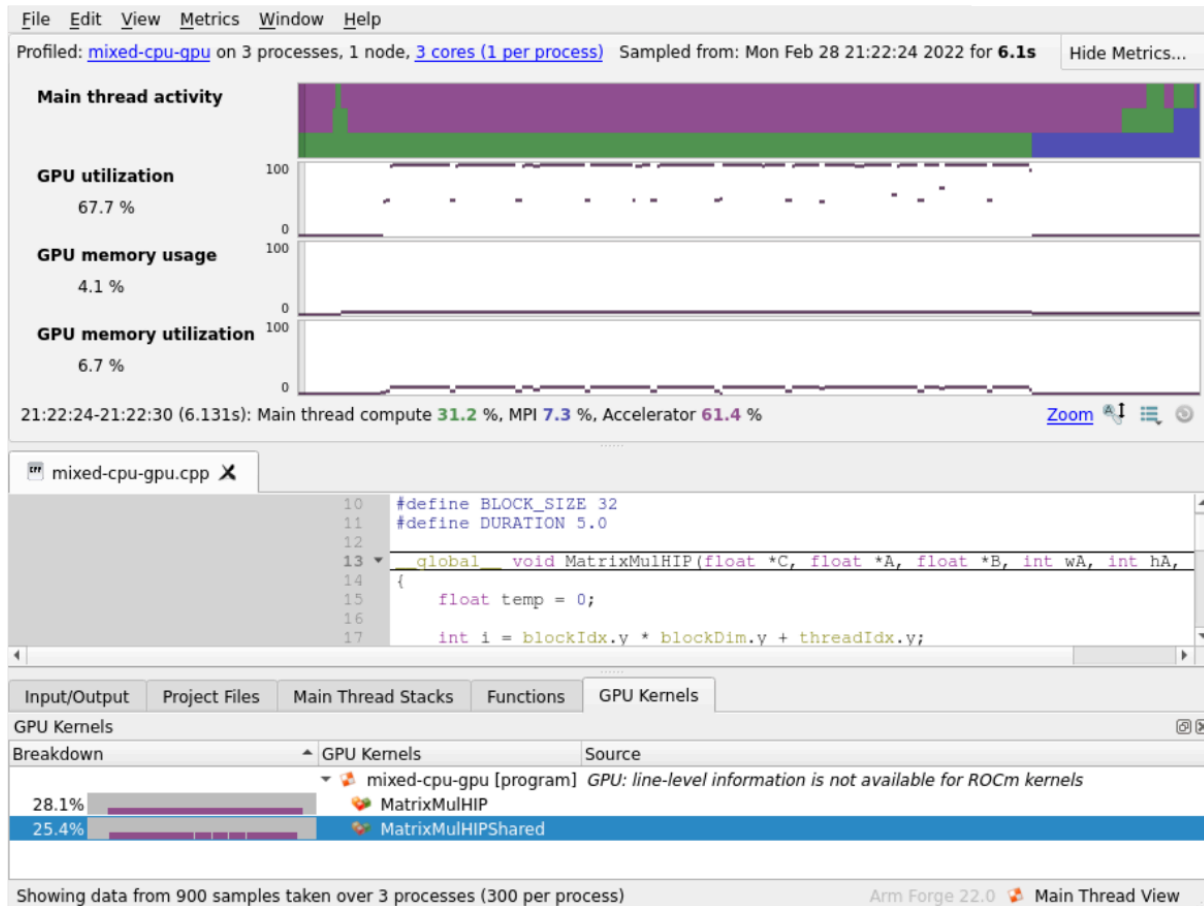 File Edit View Metrics Window Help
Profiled: mixed-cpu-gpu on 3 processes, 1 node, 3 cores (1 per process) Sampled from: Mon Feb 28 21:22:24 2022 for 6.1s Hide Metrics...
Main thread activity
GPU utilization
67.7 %
100
0
GPU memory usage
4.1 %
100
0
GPU memory utilization
6.7 %
100
0
21:22:24-21:22:30 (6.131s): Main thread compute 31.2 %, MPI 7.3 %, Accelerator 61.4 % Zoom
mixed-cpu-gpu.cpp
10 #define BLOCK_SIZE 32
11 #define DURATION 5.0
12
13 __global__ void MatrixMulHIP(float *C, float *A, float *B, int wA, int hA,
14 {
15 float temp = 0;
16
17 int i = blockIdx.y * blockDim.y + threadIdx.y;
Input/Output Project Files Main Thread Stacks Functions GPU Kernels
GPU Kernels
Breakdown GPU Kernels Source
mixed-cpu-gpu [program] GPU: line-level information is not available for ROCm kernels
28.1% MatrixMulHIP
25.4% MatrixMulHIPShared
Showing data from 900 samples taken over 3 processes (300 per process) Arm Forge 22.0 Main Thread View